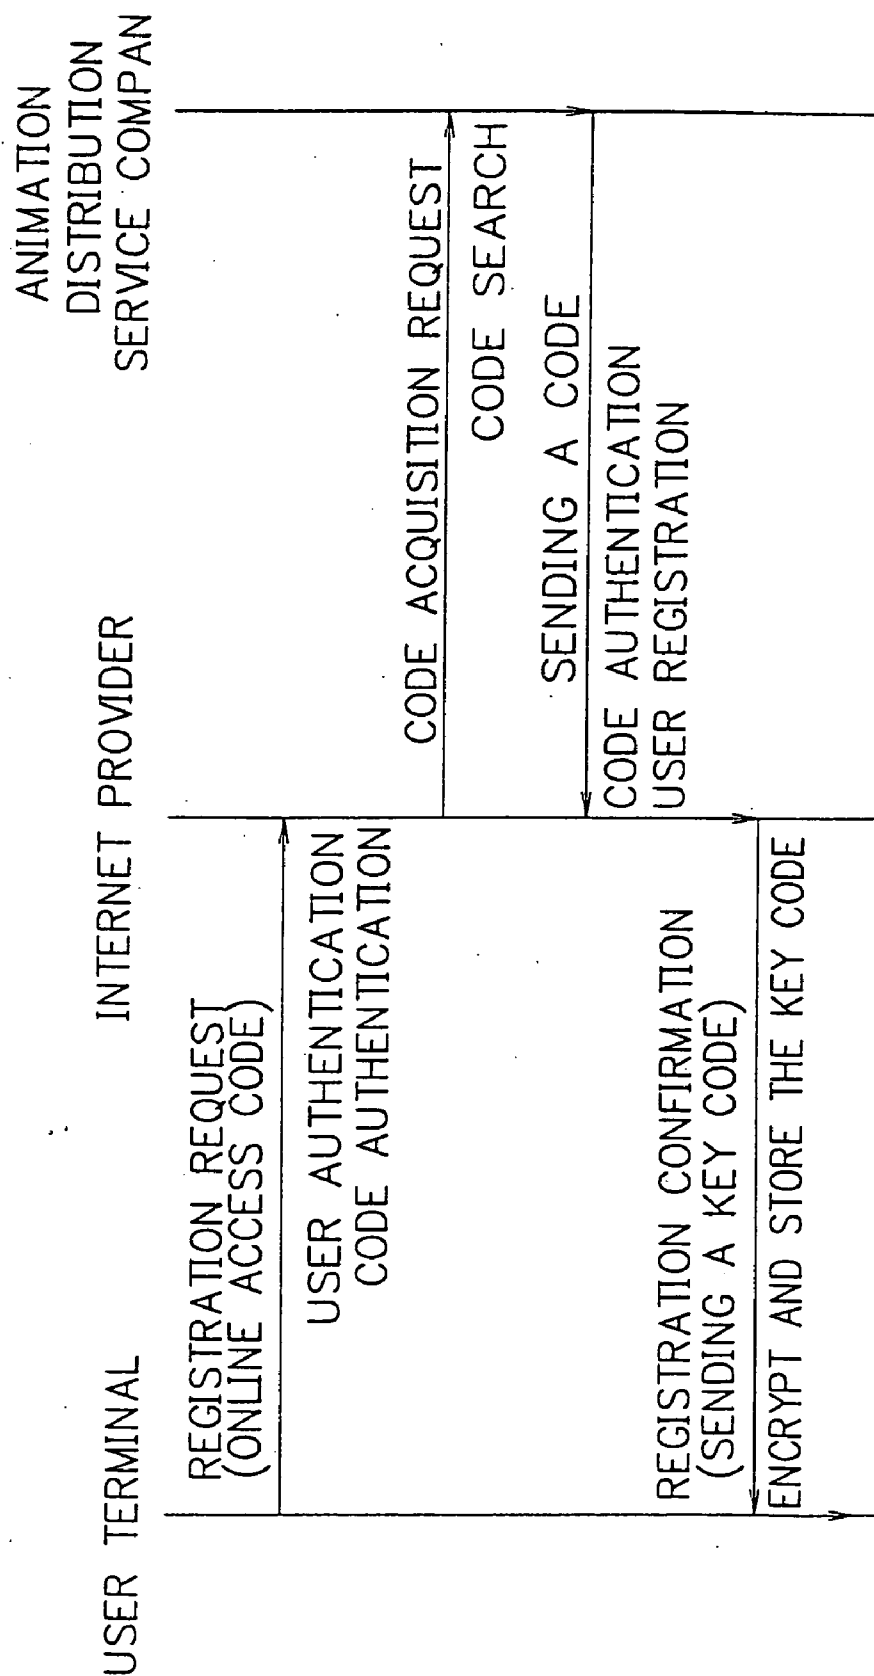 USER TERMINAL
INTERNET PROVIDER
ANIMATION
DISTRIBUTION
SERVICE COMPAN
REGISTRATION REQUEST
(ONLINE ACCESS CODE)
USER AUTHENTICATION
CODE AUTHENTICATION
CODE ACQUISITION REQUEST
CODE SEARCH
SENDING A CODE
CODE AUTHENTICATION
USER REGISTRATION
REGISTRATION CONFIRMATION
(SENDING A KEY CODE)
ENCRYPT AND STORE THE KEY CODE